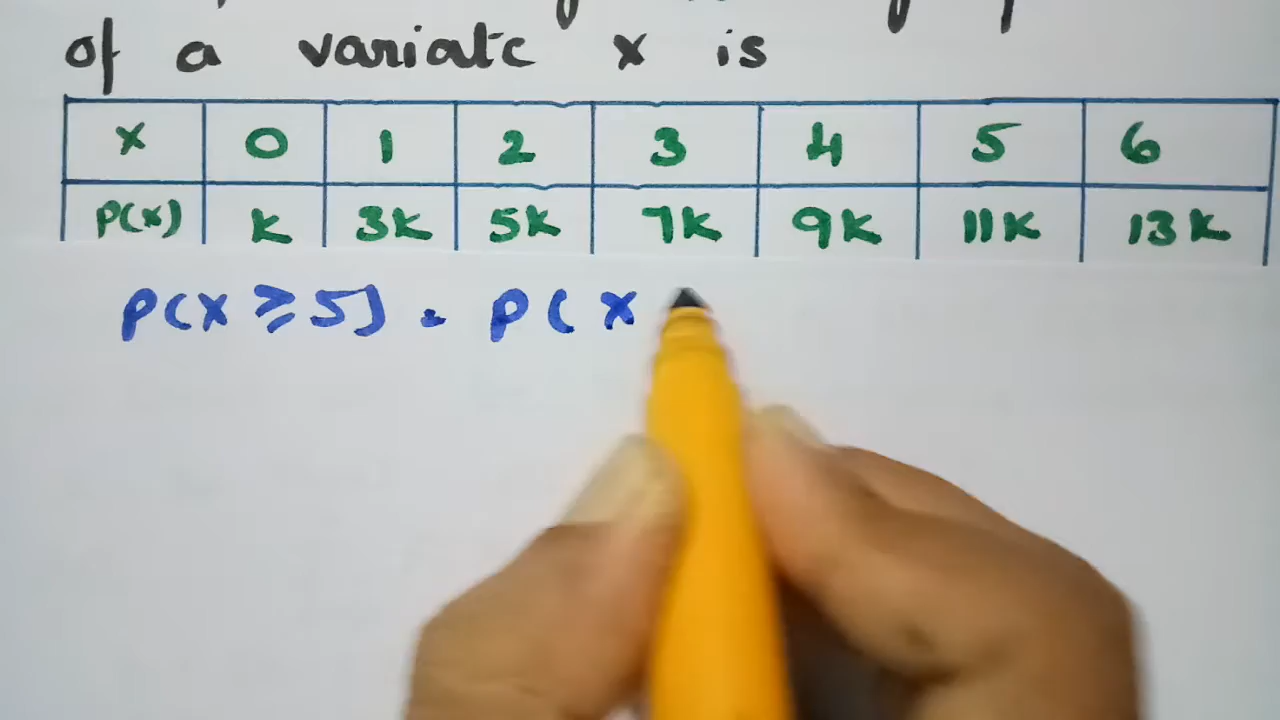 of a variate x is
x 0 1 2 3 4 5 6
P(x) K 3K 5K 7K 9K 11K 13K
P(x ≥ 5) . P(x